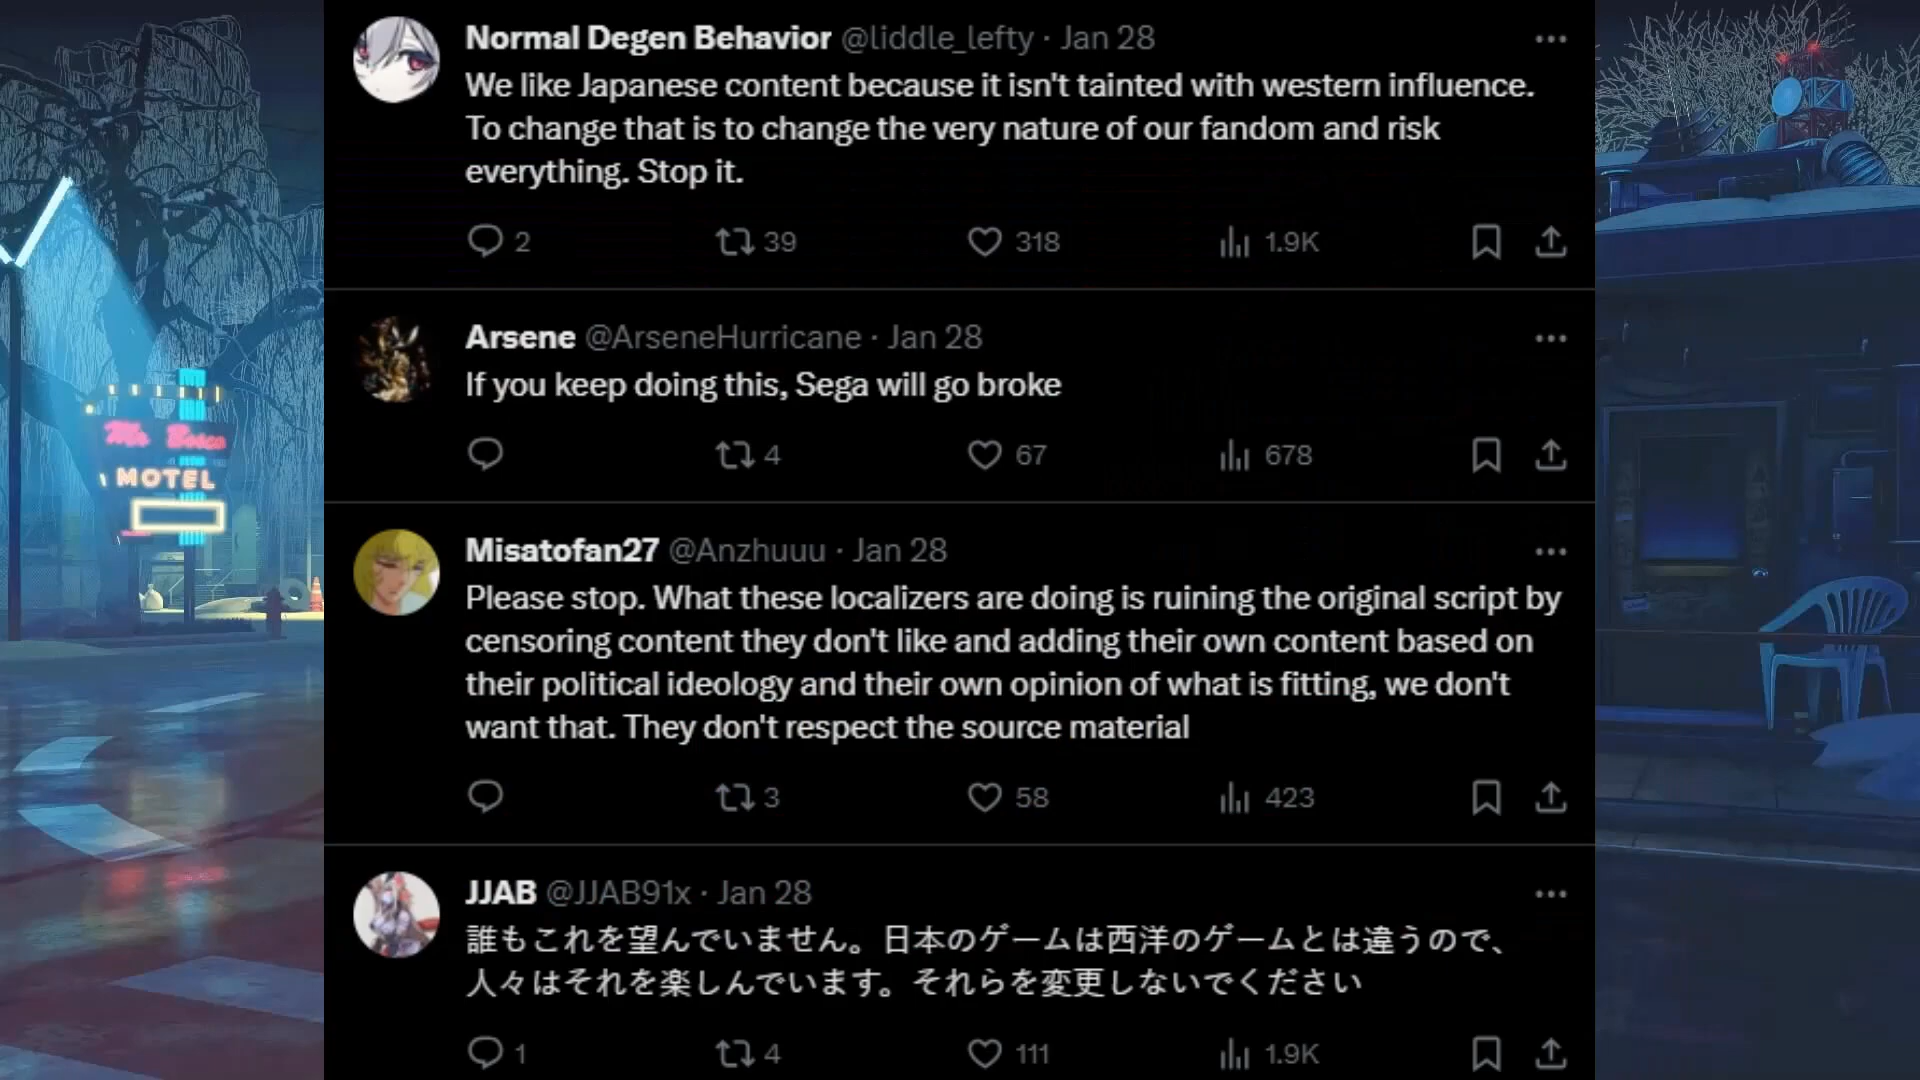 Normal Degen Behavior @liddle_lefty · Jan 28
We like Japanese content because it isn't tainted with western influence.
To change that is to change the very nature of our fandom and risk
everything. Stop it.
2 39 318 1.9K
Arsene @ArseneHurricane · Jan 28
If you keep doing this, Sega will go broke
4 67 678
Misatofan27 @Anzhuuu · Jan 28
Please stop. What these localizers are doing is ruining the original script by
censoring content they don't like and adding their own content based on
their political ideology and their own opinion of what is fitting, we don't
want that. They don't respect the source material
3 58 423
JJAB @JJAB91x · Jan 28
誰もこれを望んでいません。日本のゲームは西洋のゲームとは違うので、
人々はそれを楽しんでいます。それらを変更しないでください
1 4 111 1.9K
MOTEL